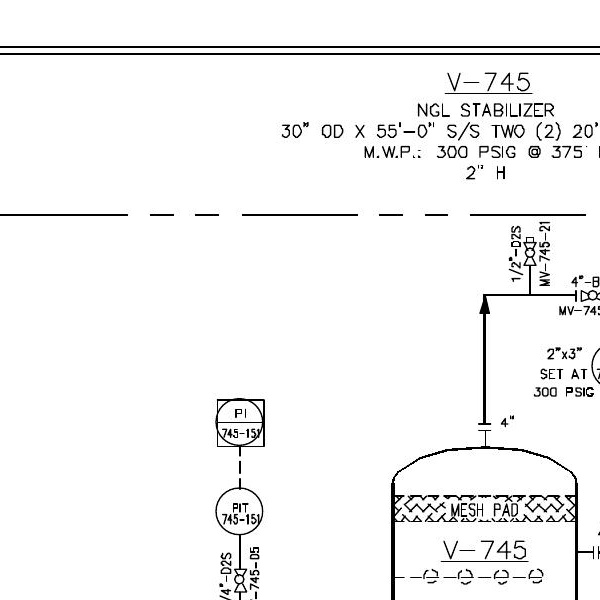 V-745
NGL STABILIZER
30" OD X 55'-0" S/S TWO (2) 20'
M.W.P.: 300 PSIG @ 375°
2" H
1/2"-D2S
MV-745-21
4"-B
MV-745
2"x3"
SET AT
300 PSIG
4"
PI
745-151
MESH PAD
PIT
745-151
V-745
/4"-D2S
-745-05